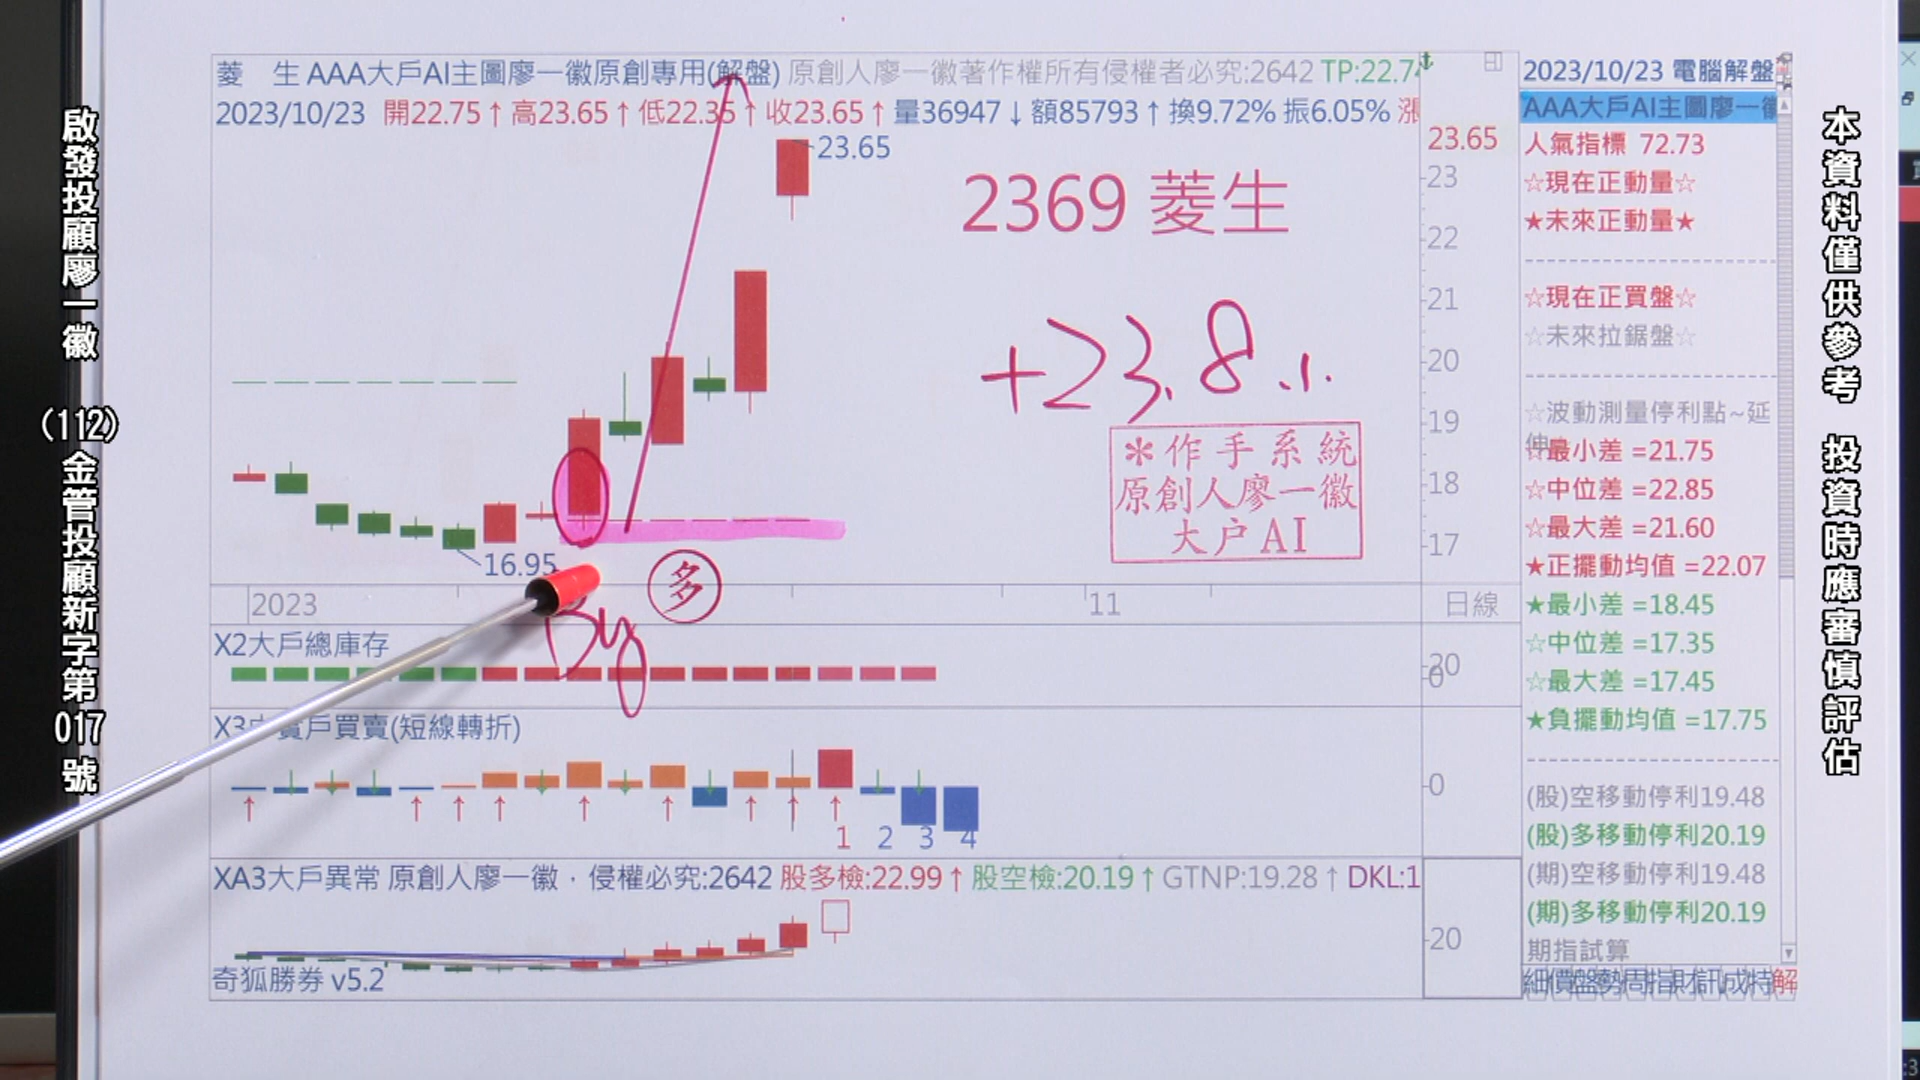 啟發投顧廖一徽 (112)金管投顧新字第017號
菱 生 AAA大戶AI主圖廖一徽原創專用(解盤) 原創人廖一徽著作權所有侵權者必究:2642 TP:22.74
2023/10/23 開22.75↑ 高23.65↑ 低22.35↑ 收23.65↑ 量36947↓ 額85793↑ 換9.72% 振6.05% 漲
23.65
23.65
23
22
21
20
19
18
17
2369 菱生
+23.8%
＊作手系統
原創人廖一徽
大户AI
16.95
多
By
2023
11
日線
X2大戶總庫存
20
0
X3
戶買賣(短線轉折)
0
1 2 3 4
XA3大戶異常 原創人廖一徽‧侵權必究:2642 股多檢:22.99↑ 股空檢:20.19↑ GTNP:19.28↑ DKL:1
20
奇狐勝券 v5.2
2023/10/23 電腦解盤
AAA大戶AI主圖廖一徽
人氣指標 72.73
☆現在正動量☆
★未來正動量★
☆現在正買盤☆
☆未來拉鋸盤☆
☆波動測量停利點~延伸
☆最小差 =21.75
☆中位差 =22.85
☆最大差 =21.60
★正擺動均值 =22.07
★最小差 =18.45
☆中位差 =17.35
☆最大差 =17.45
★負擺動均值 =17.75
(股)空移動停利19.48
(股)多移動停利20.19
(期)空移動停利19.48
(期)多移動停利20.19
期指試算
細價盤勢周指財訊成特解
本資料僅供參考 投資時應審慎評估